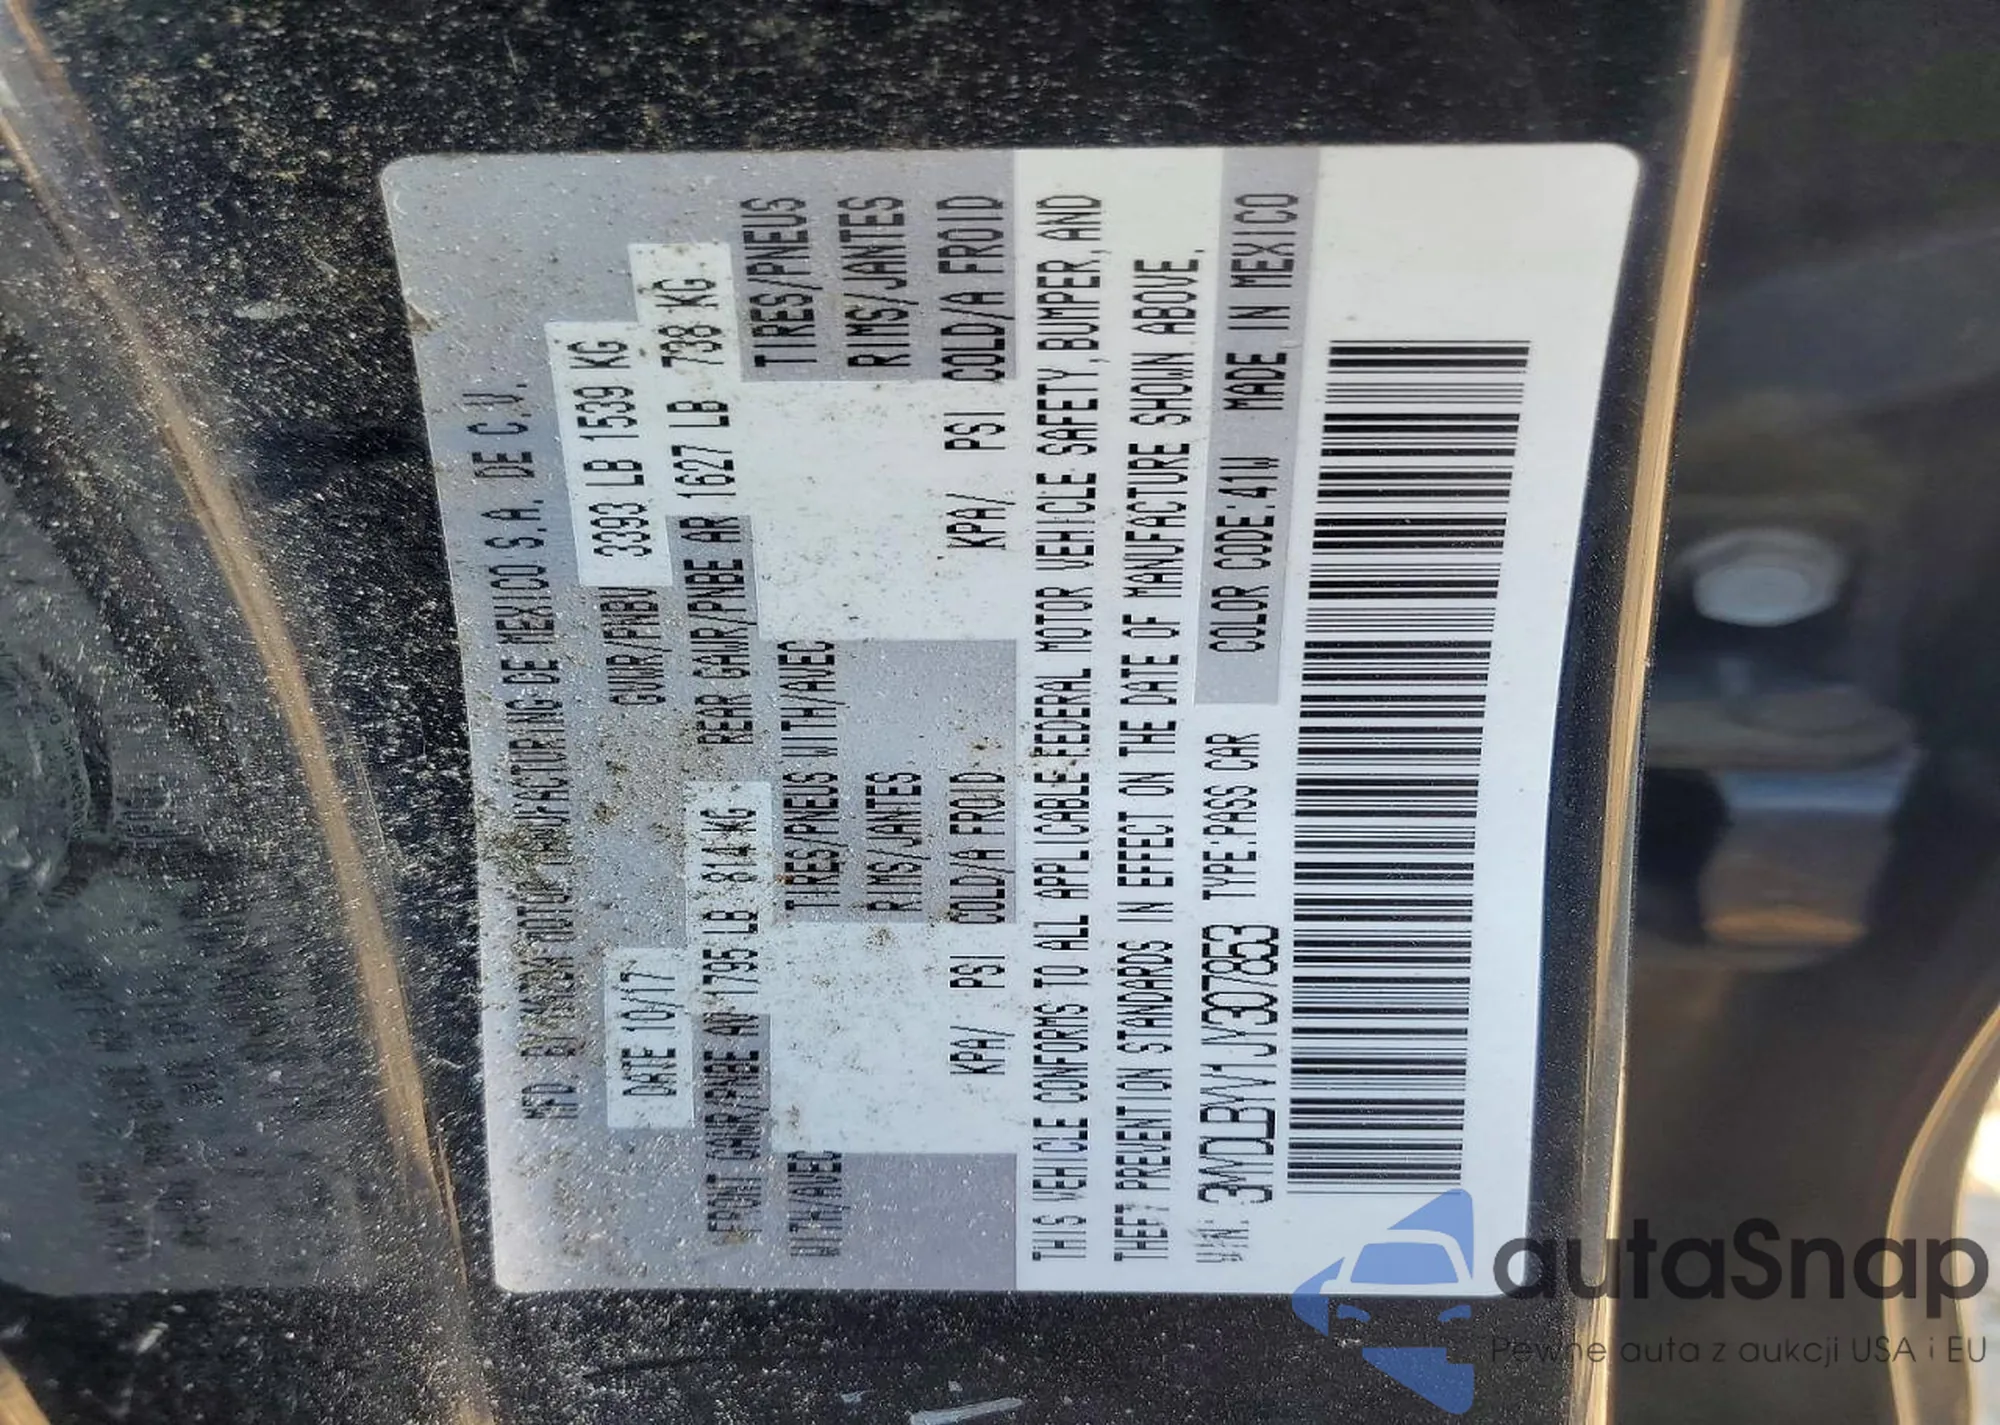 MFD BY:MAZDA MOTOR MANUFACTURING DE MEXICO S.A. DE C.V.
DATE 10/17 GVWR/PNBV 3393 LB 1539 KG
FRONT GAWR/PNBE AV 1795 LB 814 KG REAR GAWR/PNBE AR 1627 LB 738 KG
WITH/AVEC TIRES/PNEUS WITH/AVEC TIRES/PNEUS
RIMS/JANTES RIMS/JANTES
KPA/ PSI COLD/A FROID KPA/ PSI COLD/A FROID
THIS VEHICLE CONFORMS TO ALL APPLICABLE FEDERAL MOTOR VEHICLE SAFETY,BUMPER,AND
THEFT PREVENTION STANDARDS IN EFFECT ON THE DATE OF MANUFACTURE SHOWN ABOVE.
VIN: 3MYDLBYV1JY307853 TYPE:PASS CAR COLOR CODE:41W MADE IN MEXICO
autaSnap
Pewne auta z aukcji USA i EU